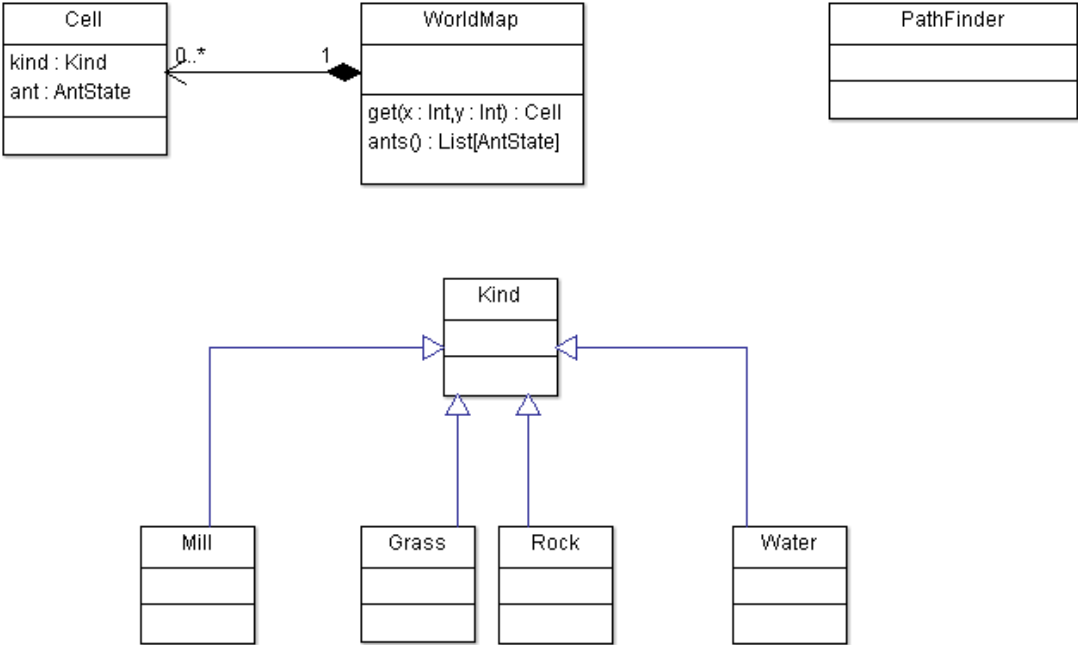 Cell
kind : Kind
ant : AntState
0..*
1
WorldMap
get(x : Int,y : Int) : Cell
ants() : List[AntState]
PathFinder
Kind
Mill
Grass
Rock
Water